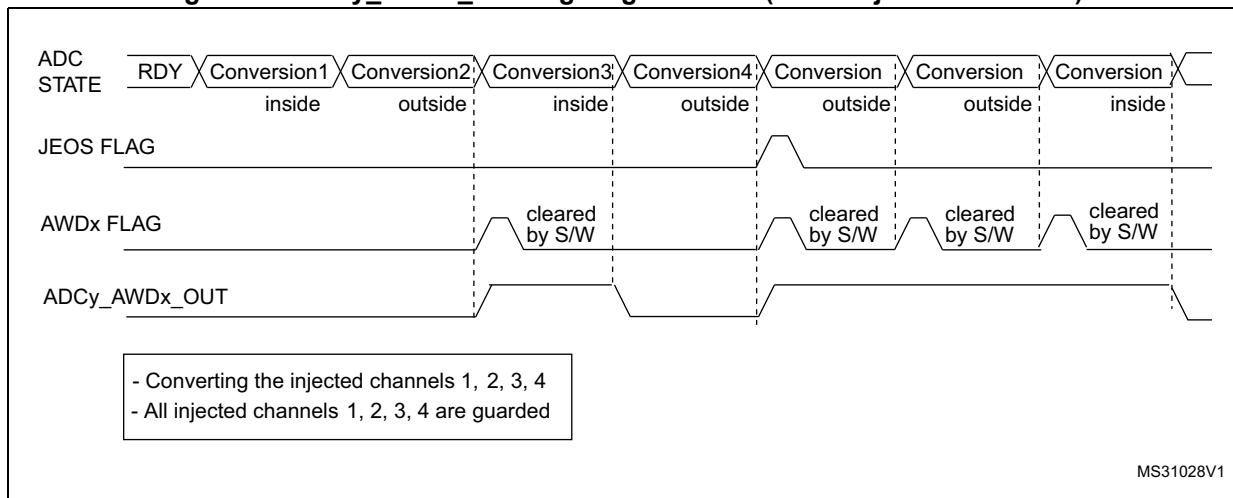 ADC
STATE
RDY Conversion1 Conversion2 Conversion3 Conversion4 Conversion Conversion Conversion
inside outside inside outside outside outside inside
JEOS FLAG
AWDx FLAG
cleared by S/W
cleared by S/W
cleared by S/W
cleared by S/W
ADCy_AWDx_OUT
- Converting the injected channels 1, 2, 3, 4
- All injected channels 1, 2, 3, 4 are guarded
MS31028V1